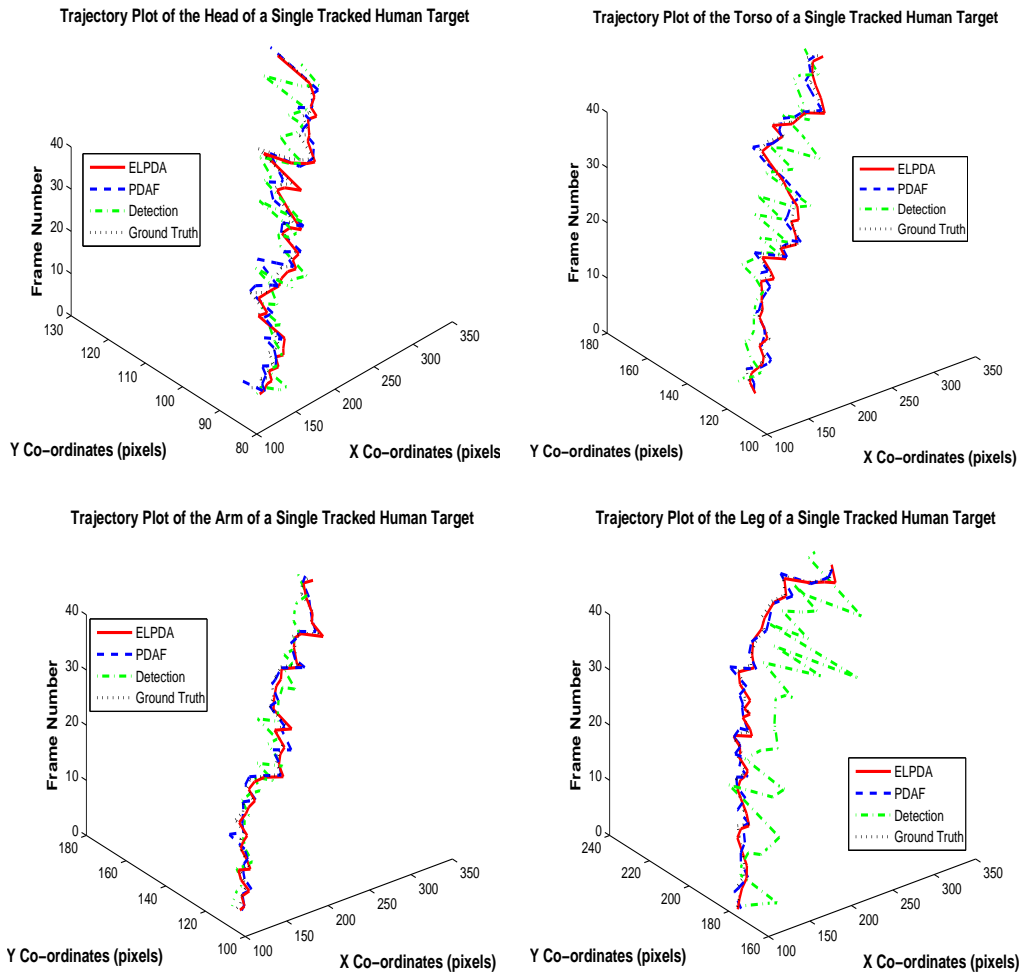 Trajectory Plot of the Head of a Single Tracked Human Target
40
30
20
10
0
Frame Number
ELPDA
PDAF
Detection
Ground Truth
130
120
110
100
90
80
100
150
200
250
300
350
Y Co−ordinates (pixels)
X Co−ordinates (pixels
Trajectory Plot of the Torso of a Single Tracked Human Target
40
30
20
10
0
Frame Number
ELPDA
PDAF
Detection
Ground Truth
180
160
140
120
100
100
150
200
250
300
350
Y Co−ordinates (pixels)
X Co−ordinates (pixels)
Trajectory Plot of the Arm of a Single Tracked Human Target
40
30
20
10
0
Frame Number
ELPDA
PDAF
Detection
Ground Truth
180
160
140
120
100
100
150
200
250
300
350
Y Co−ordinates (pixels)
X Co−ordinates (pixels)
Trajectory Plot of the Leg of a Single Tracked Human Target
40
30
20
10
0
Frame Number
ELPDA
PDAF
Detection
Ground Truth
240
220
200
180
160
100
150
200
250
300
350
Y Co−ordinates (pixels)
X Co−ordinates (pixels)